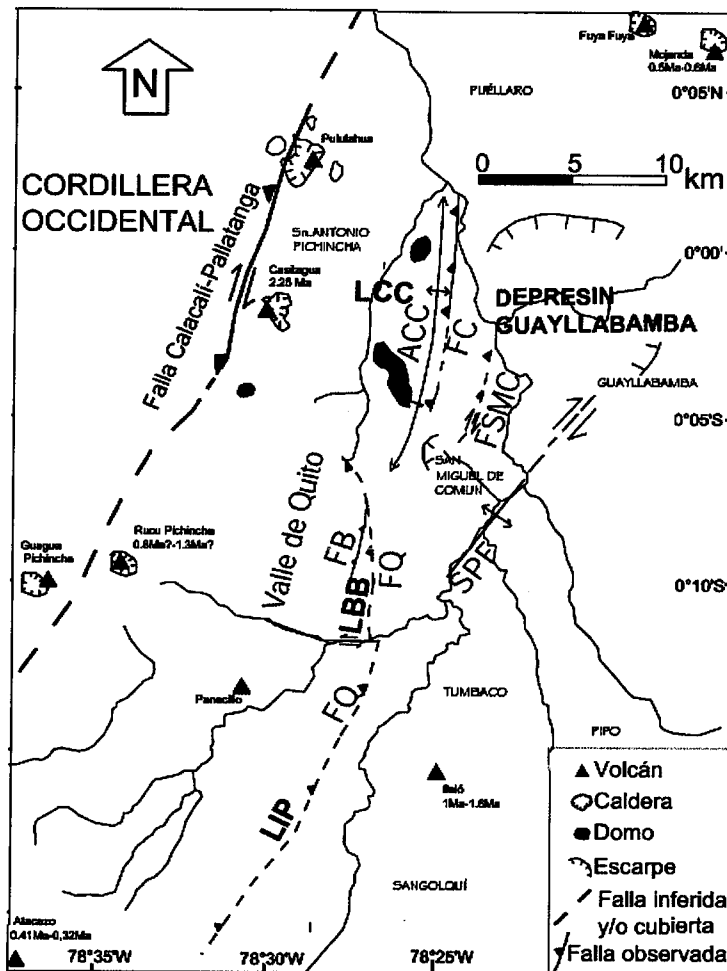 Fuya Fuya
Mojanda
0.5Ma-0.6Ma
0°05'N
N
PUÉLLARO
Pululahua
0 5 10
km
CORDILLERA
OCCIDENTAL
Sn. ANTONIO
PICHINCHA
0°00'
Falla Calacalí-Pallatanga
Casitagua
2.25 Ma
LCC
ACC
FC
DEPRESIN
GUAYLLABAMBA
GUAYLLABAMBA
FSMC
0°05'S
SAN
MIGUEL DE
COMUN
Valle de Quito
Rucu Pichincha
0.8Ma?-1.3Ma?
Guagua
Pichincha
FB
FQ
LBB
SPF
0°10'S
Panecillo
FQ
TUMBACO
PIPO
Ilaló
1Ma-1.6Ma
LIP
SANGOLQUÍ
Volcán
Caldera
Domo
Escarpe
Falla inferida
y/o cubierta
Falla observada
Atacazo
0.41Ma-0,32Ma
78°35'W
78°30'W
78°25'W